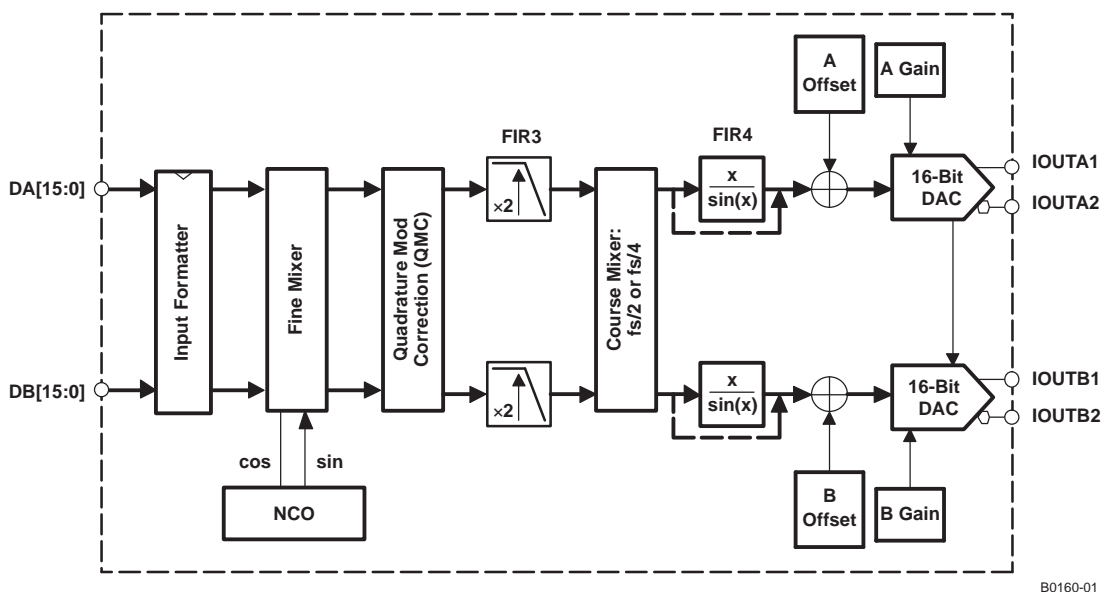 A
Offset
A Gain
FIR3
FIR4
DA[15:0]
Input Formatter
Fine Mixer
Quadrature Mod
Correction (QMC)
×2
Course Mixer:
fs/2 or fs/4
x
sin(x)
16-Bit
DAC
IOUTA1
IOUTA2
DB[15:0]
×2
x
sin(x)
16-Bit
DAC
IOUTB1
IOUTB2
cos
sin
NCO
B
Offset
B Gain
B0160-01